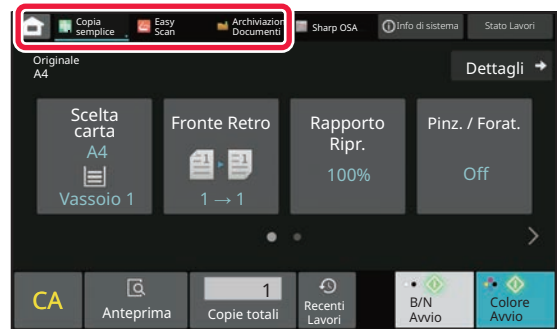 Copia semplice
Easy Scan
Archiviazion Documenti
Sharp OSA
Info di sistema
Stato Lavori
Originale
A4
Dettagli
Scelta carta
A4
Vassoio 1
Fronte Retro
1 → 1
Rapporto Ripr.
100%
Pinz. / Forat.
Off
CA
Anteprima
1
Copie totali
Recenti Lavori
B/N Avvio
Colore Avvio